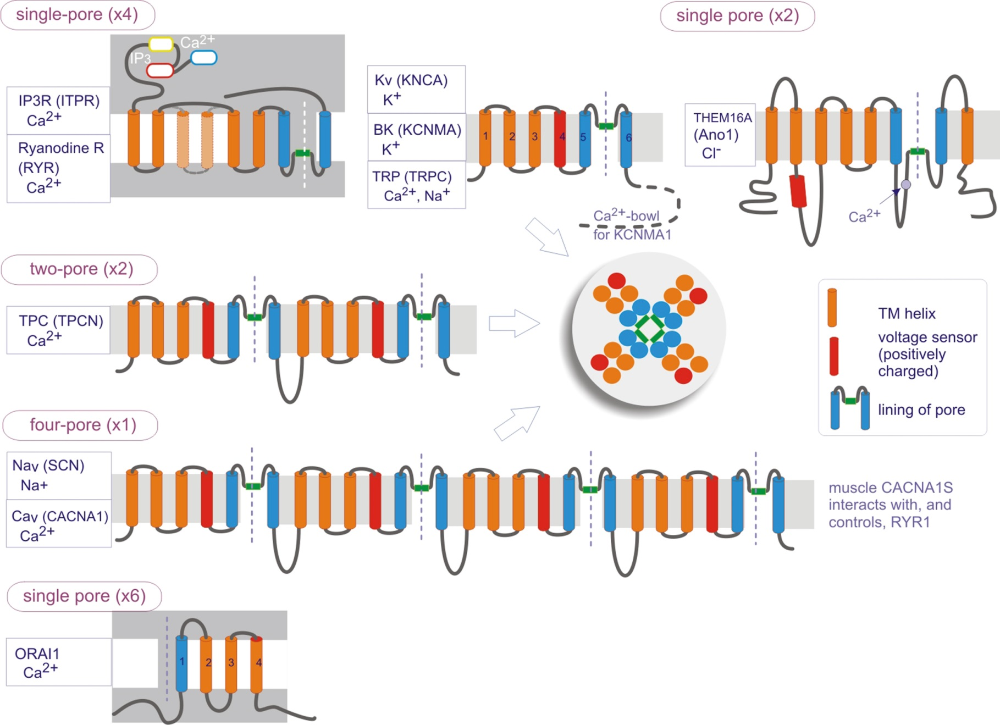 single-pore (x4)
single pore (x2)
Ca2+
IP3
IP3R (ITPR)
Ca2+
Ryanodine R
(RYR)
Ca2+
Kv (KNCA)
K+
BK (KCNMA)
K+
TRP (TRPC)
Ca2+, Na+
1 2 3 4 5 6
Ca2+-bowl
for KCNMA1
THEM16A
(Ano1)
Cl-
Ca2+
two-pore (x2)
TPC (TPCN)
Ca2+
TM helix
voltage sensor
(positively
charged)
lining of pore
four-pore (x1)
Nav (SCN)
Na+
Cav (CACNA1)
Ca2+
muscle CACNA1S
interacts with, and
controls, RYR1
single pore (x6)
ORAI1
Ca2+
1 2 3 4